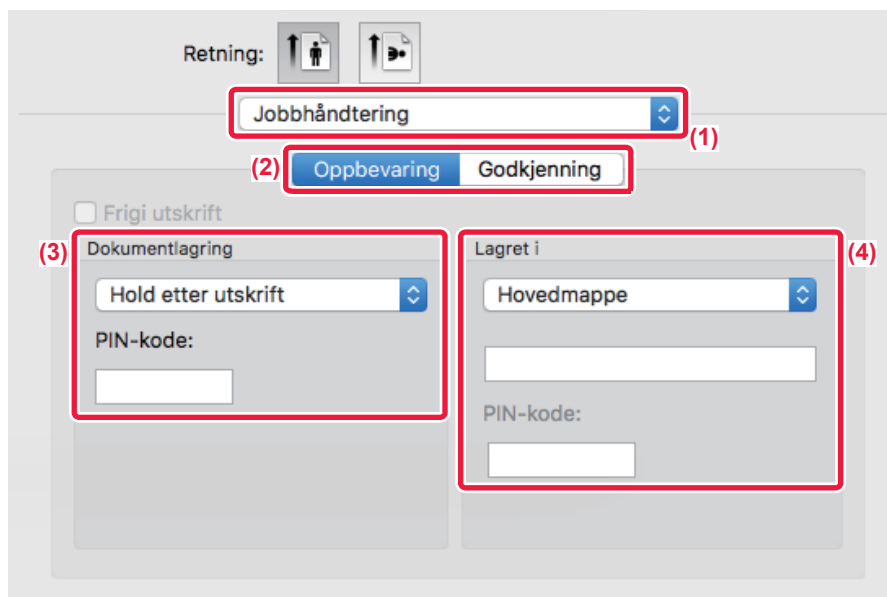 Retning:
Jobbhåndtering
(1)
(2) Oppbevaring Godkjenning
Frigi utskrift
(3) Dokumentlagring
Hold etter utskrift
PIN-kode:
Lagret i (4)
Hovedmappe
PIN-kode: